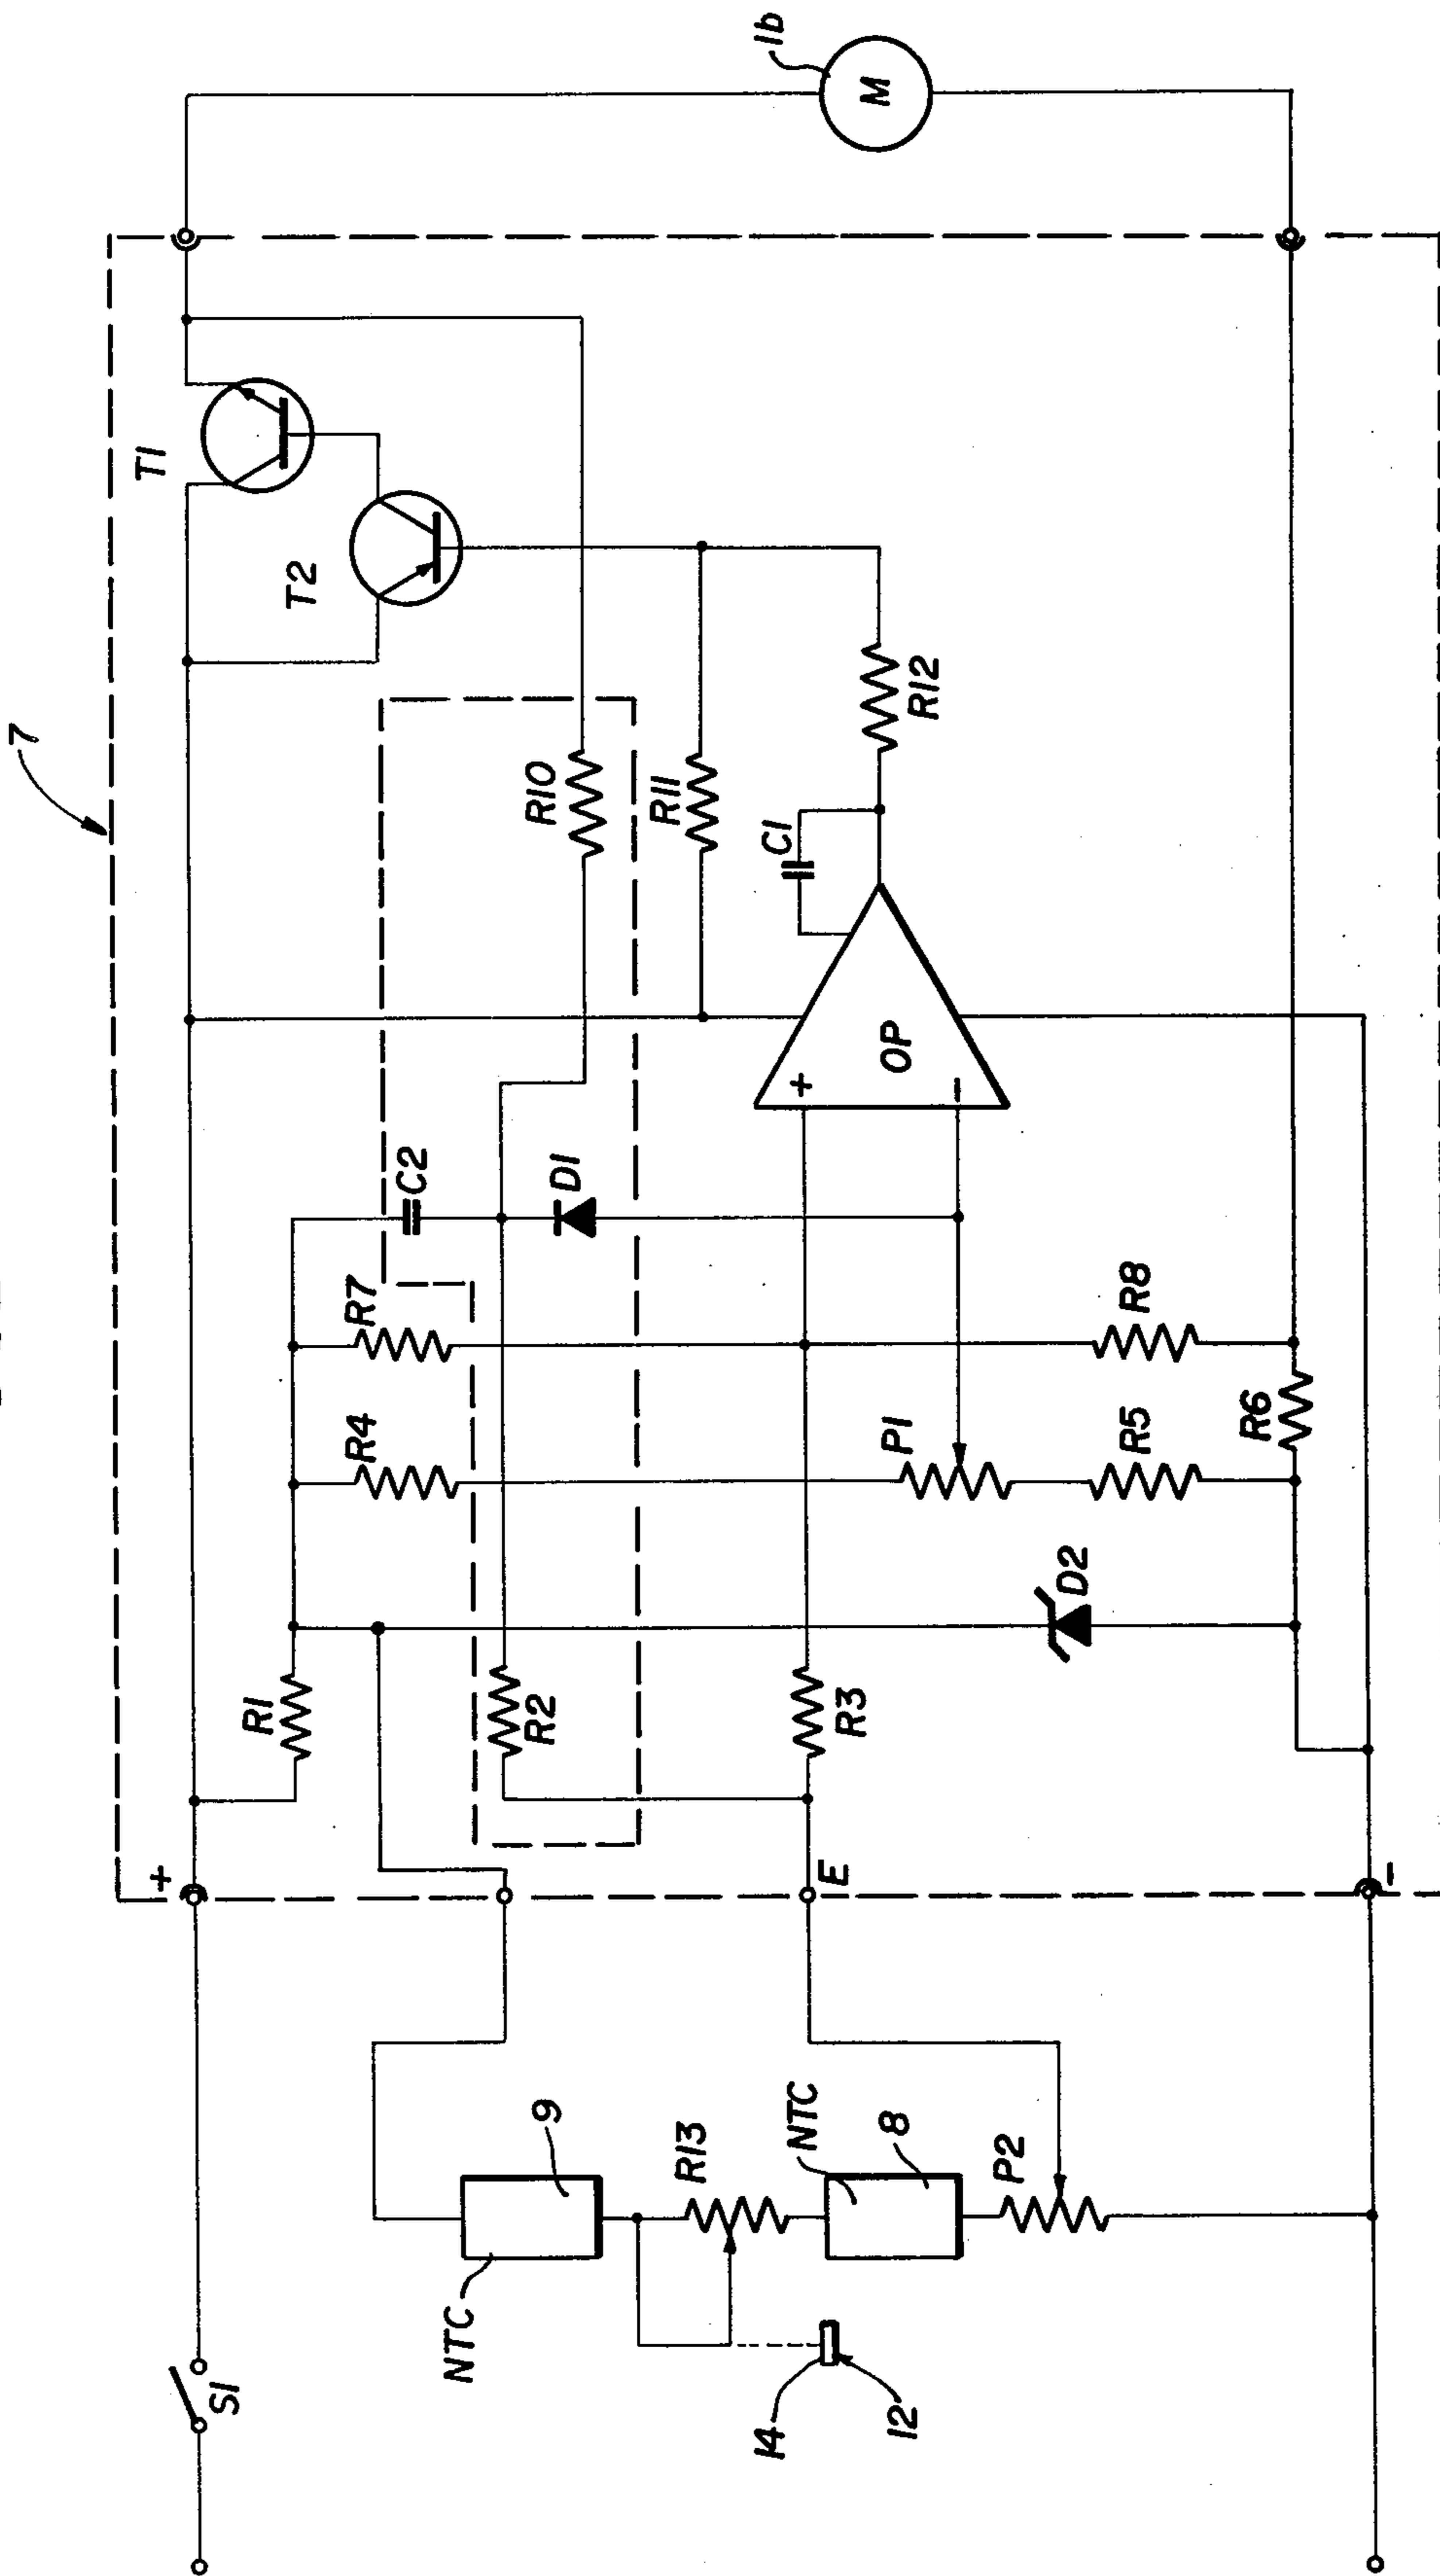 7
1b
M
T1
T2
R10
R11
R12
C1
C2
D1
OP
+
-
R7
R8
R4
P1
R5
R6
D2
R1
R2
R3
+
E
-
9
NTC
R13
NTC
8
P2
S1
14
12